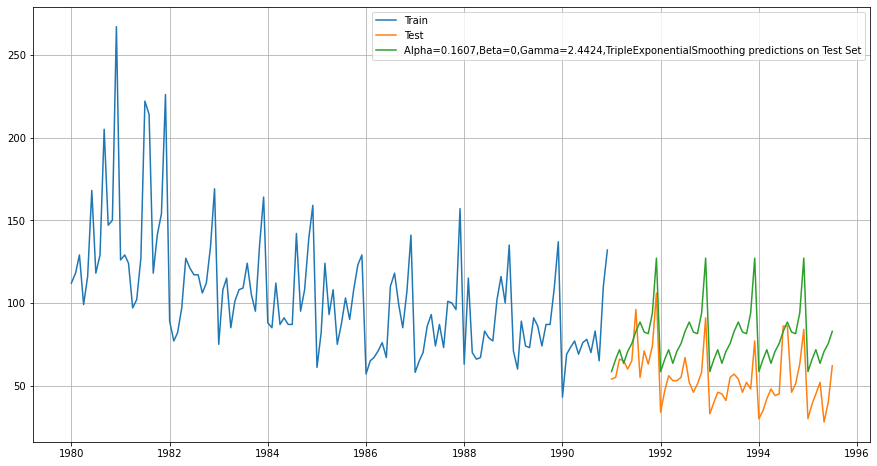 Train
Test
Alpha=0.1607,Beta=0,Gamma=2.4424,TripleExponentialSmoothing predictions on Test Set
250
200
150
100
50
1980 1982 1984 1986 1988 1990 1992 1994 1996